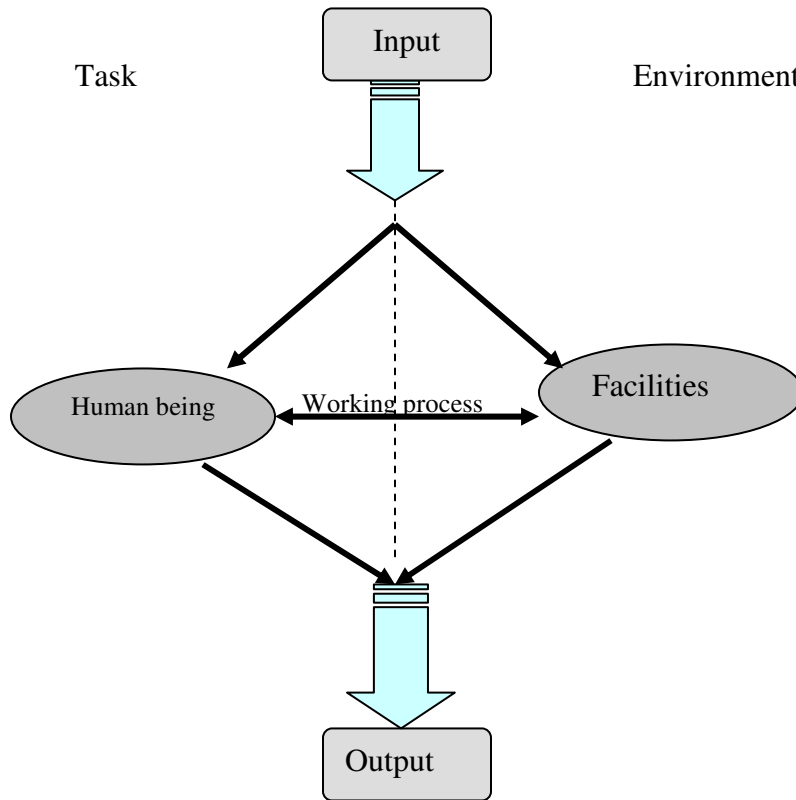 Input
Task
Environment
Facilities
Human being
Working process
Output